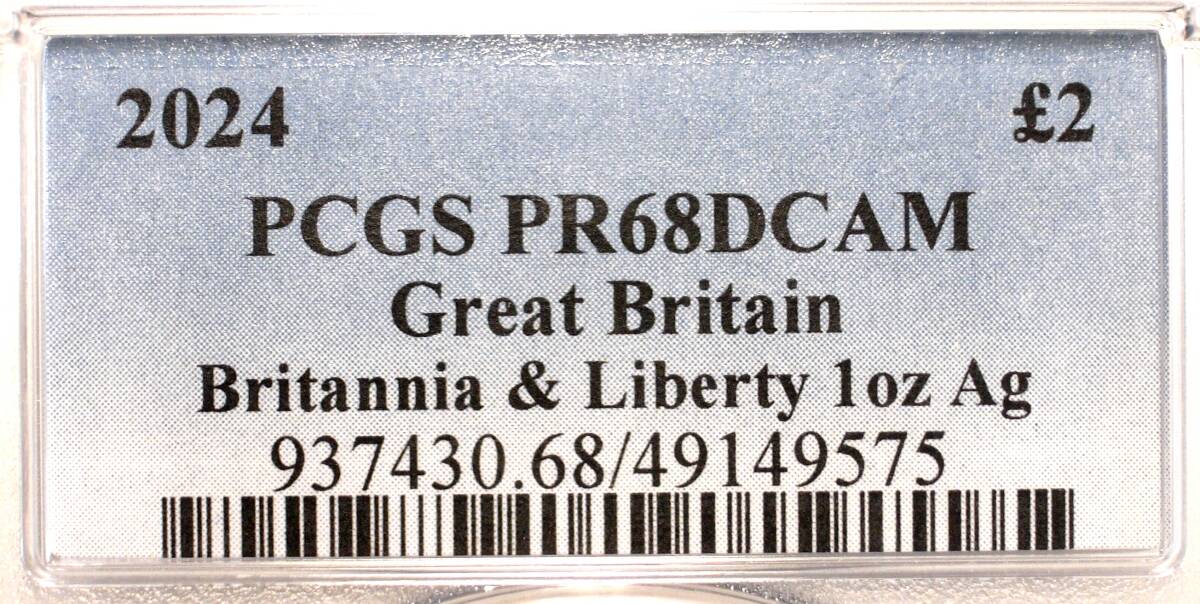 2024 £2
PCGS PR68DCAM
Great Britain
Britannia & Liberty 1oz Ag
937430.68/49149575